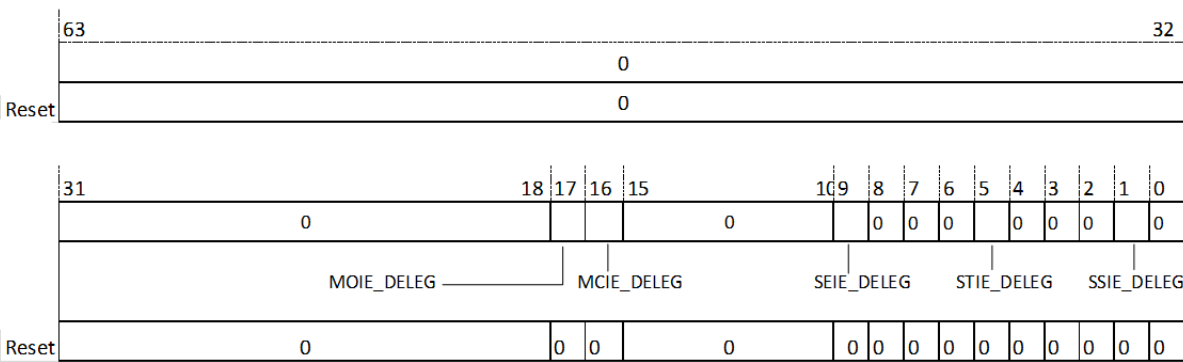 63 32
0
Reset 0
31 18 17 16 15 10 9 8 7 6 5 4 3 2 1 0
0 0 0 0 0 0 0 0 0
MOIE_DELEG MCIE_DELEG SEIE_DELEG STIE_DELEG SSIE_DELEG
Reset 0 0 0 0 0 0 0 0 0 0 0 0 0 0